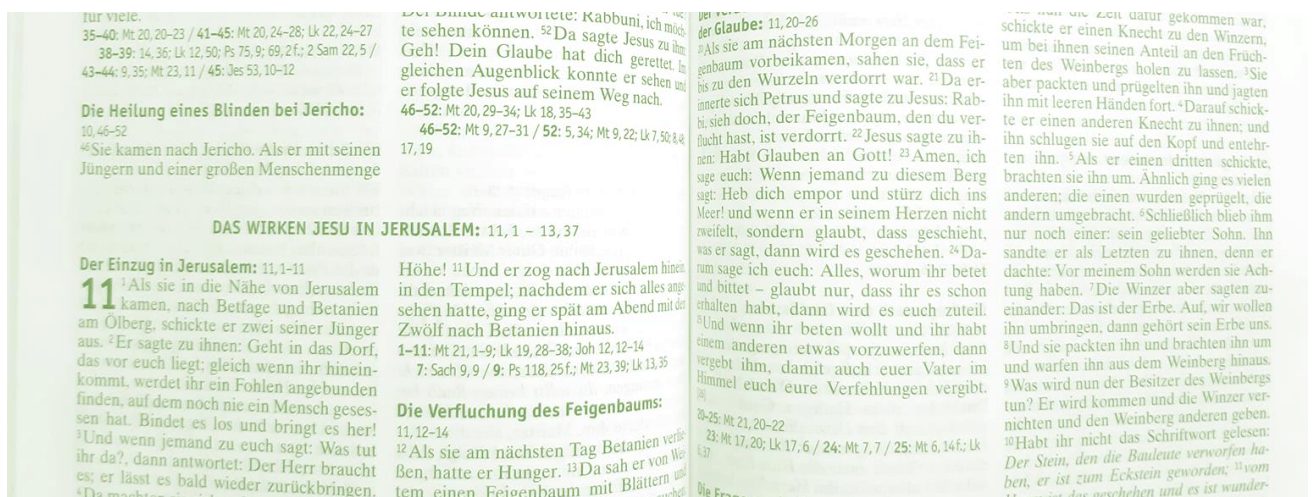 für viele.
35–40: Mt 20,20–23 / 41–45: Mt 20,24–28; Lk 22,24–27
38–39: 14,36; Lk 12,50; Ps 75,9; 69,2f.; 2 Sam 22,5 /
43–44: 9,35; Mt 23,11 / 45: Jes 53,10–12
Die Heilung eines Blinden bei Jericho:
10,46–52
46Sie kamen nach Jericho. Als er mit seinen
Jüngern und einer großen Menschenmenge
Der Blinde antwortete: Rabbuni, ich möch-
te sehen können. 52Da sagte Jesus zu ihm:
Geh! Dein Glaube hat dich gerettet. Im
gleichen Augenblick konnte er sehen und
er folgte Jesus auf seinem Weg nach.
46–52: Mt 20,29–34; Lk 18,35–43
46–52: Mt 9,27–31 / 52: 5,34; Mt 9,22; Lk 7,50; 8,48;
17,19
DAS WIRKEN JESU IN JERUSALEM: 11,1 – 13,37
Der Einzug in Jerusalem: 11,1–11
11 1Als sie in die Nähe von Jerusalem
kamen, nach Betfage und Betanien
am Ölberg, schickte er zwei seiner Jünger
aus. 2Er sagte zu ihnen: Geht in das Dorf,
das vor euch liegt; gleich wenn ihr hinein-
kommt, werdet ihr ein Fohlen angebunden
finden, auf dem noch nie ein Mensch geses-
sen hat. Bindet es los und bringt es her!
3Und wenn jemand zu euch sagt: Was tut
ihr da?, dann antwortet: Der Herr braucht
es; er lässt es bald wieder zurückbringen.
Höhe! 11Und er zog nach Jerusalem hinein
in den Tempel; nachdem er sich alles ange-
sehen hatte, ging er spät am Abend mit den
Zwölf nach Betanien hinaus.
1–11: Mt 21,1–9; Lk 19,28–38; Joh 12,12–14
7: Sach 9,9 / 9: Ps 118,25f.; Mt 23,39; Lk 13,35
Die Verfluchung des Feigenbaums:
11,12–14
12Als sie am nächsten Tag Betanien verlie-
ßen, hatte er Hunger. 13Da sah er von Wei-
tem einen Feigenbaum mit Blättern und
der Glaube: 11,20–26
20Als sie am nächsten Morgen an dem Fei-
genbaum vorbeikamen, sahen sie, dass er
bis zu den Wurzeln verdorrt war. 21Da er-
innerte sich Petrus und sagte zu Jesus: Rab-
bi, sieh doch, der Feigenbaum, den du ver-
flucht hast, ist verdorrt. 22Jesus sagte zu ih-
nen: Habt Glauben an Gott! 23Amen, ich
sage euch: Wenn jemand zu diesem Berg
sagt: Heb dich empor und stürz dich ins
Meer! und wenn er in seinem Herzen nicht
zweifelt, sondern glaubt, dass geschieht,
was er sagt, dann wird es geschehen. 24Da-
rum sage ich euch: Alles, worum ihr betet
und bittet – glaubt nur, dass ihr es schon
erhalten habt, dann wird es euch zuteil.
25Und wenn ihr beten wollt und ihr habt
einem anderen etwas vorzuwerfen, dann
vergebt ihm, damit auch euer Vater im
Himmel euch eure Verfehlungen vergibt.
20–25: Mt 21,20–22
23: Mt 17,20; Lk 17,6 / 24: Mt 7,7 / 25: Mt 6,14f.; Lk
6,37
die Zeit dafür gekommen war,
schickte er einen Knecht zu den Winzern,
um bei ihnen seinen Anteil an den Früch-
ten des Weinbergs holen zu lassen. 3Sie
aber packten und prügelten ihn und jagten
ihn mit leeren Händen fort. 4Darauf schick-
te er einen anderen Knecht zu ihnen; und
ihn schlugen sie auf den Kopf und entehr-
ten ihn. 5Als er einen dritten schickte,
brachten sie ihn um. Ähnlich ging es vielen
anderen; die einen wurden geprügelt, die
andern umgebracht. 6Schließlich blieb ihm
nur noch einer: sein geliebter Sohn. Ihn
sandte er als Letzten zu ihnen, denn er
dachte: Vor meinem Sohn werden sie Ach-
tung haben. 7Die Winzer aber sagten zu-
einander: Das ist der Erbe. Auf, wir wollen
ihn umbringen, dann gehört sein Erbe uns.
8Und sie packten ihn und brachten ihn um
und warfen ihn aus dem Weinberg hinaus.
9Was wird nun der Besitzer des Weinbergs
tun? Er wird kommen und die Winzer ver-
nichten und den Weinberg anderen geben.
10Habt ihr nicht das Schriftwort gelesen:
Der Stein, den die Bauleute verworfen ha-
ben, er ist zum Eckstein geworden; 11vom
das geschehen und es ist wunder-